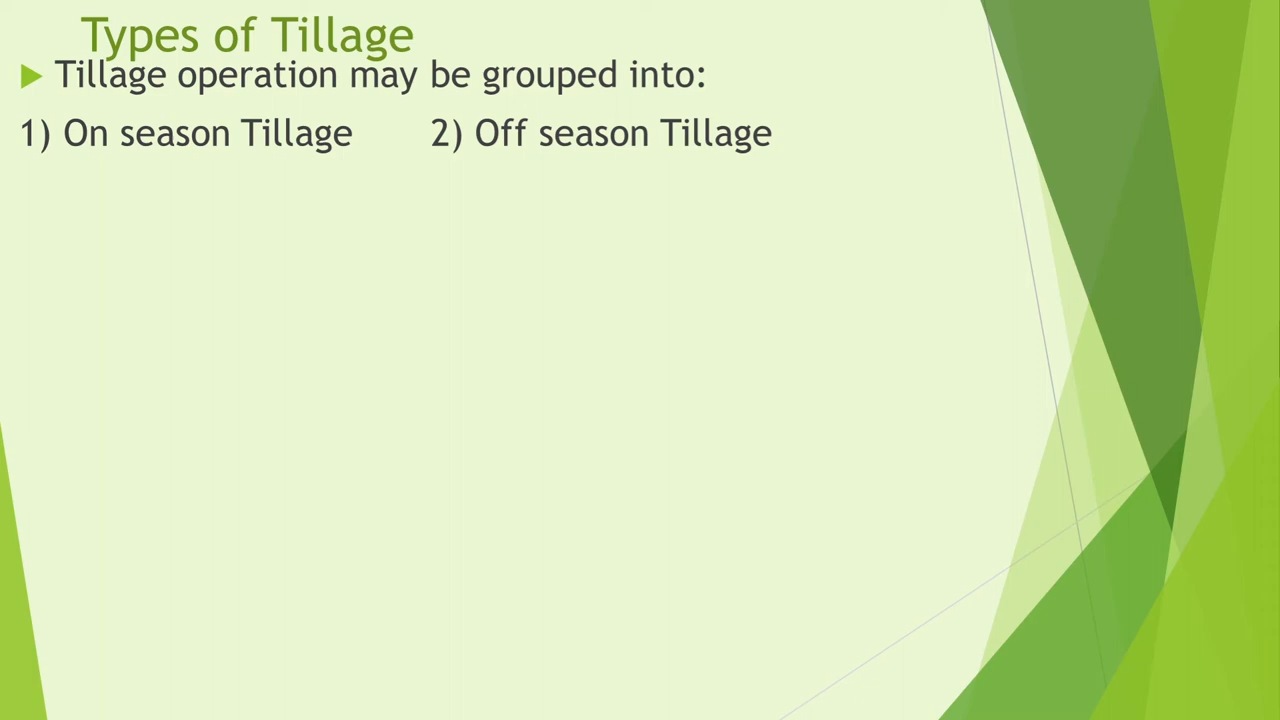 Types of Tillage
Tillage operation may be grouped into:
1) On season Tillage 2) Off season Tillage